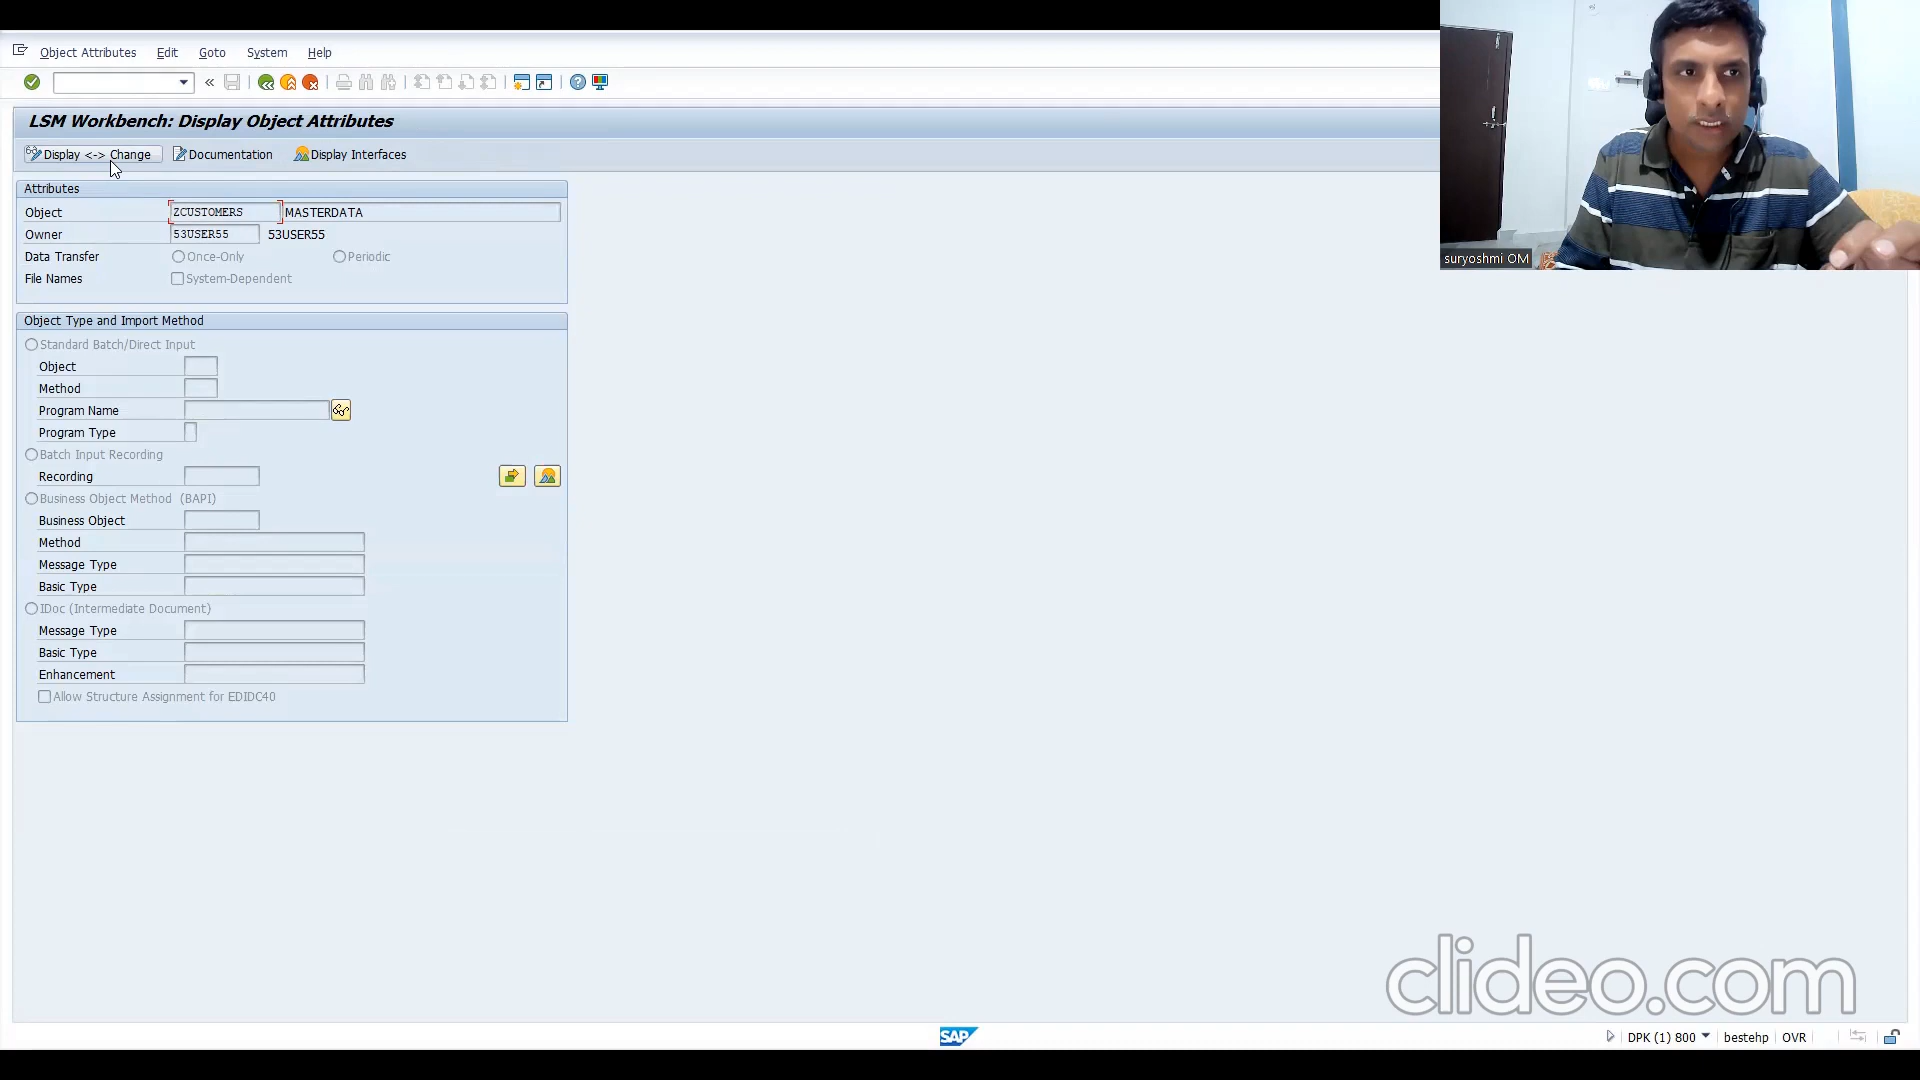 Object Attributes Edit Goto System Help
LSM Workbench: Display Object Attributes
Display <-> Change Documentation Display Interfaces
Attributes
Object ZCUSTOMERS MASTERDATA
Owner 53USER55 53USER55
Data Transfer Once-Only Periodic
File Names System-Dependent
Object Type and Import Method
Standard Batch/Direct Input
Object
Method
Program Name
Program Type
Batch Input Recording
Recording
Business Object Method (BAPI)
Business Object
Method
Message Type
Basic Type
IDoc (Intermediate Document)
Message Type
Basic Type
Enhancement
Allow Structure Assignment for EDIDC40
suryoshmi OM
clideo.com
SAP
DPK (1) 800 bestehp OVR